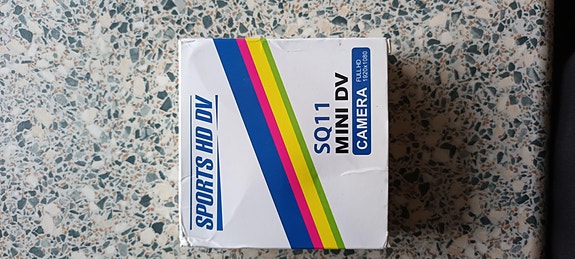 SPORTS HD DV
SQ11
MINI DV
CAMERA FULL HD
1920x1080